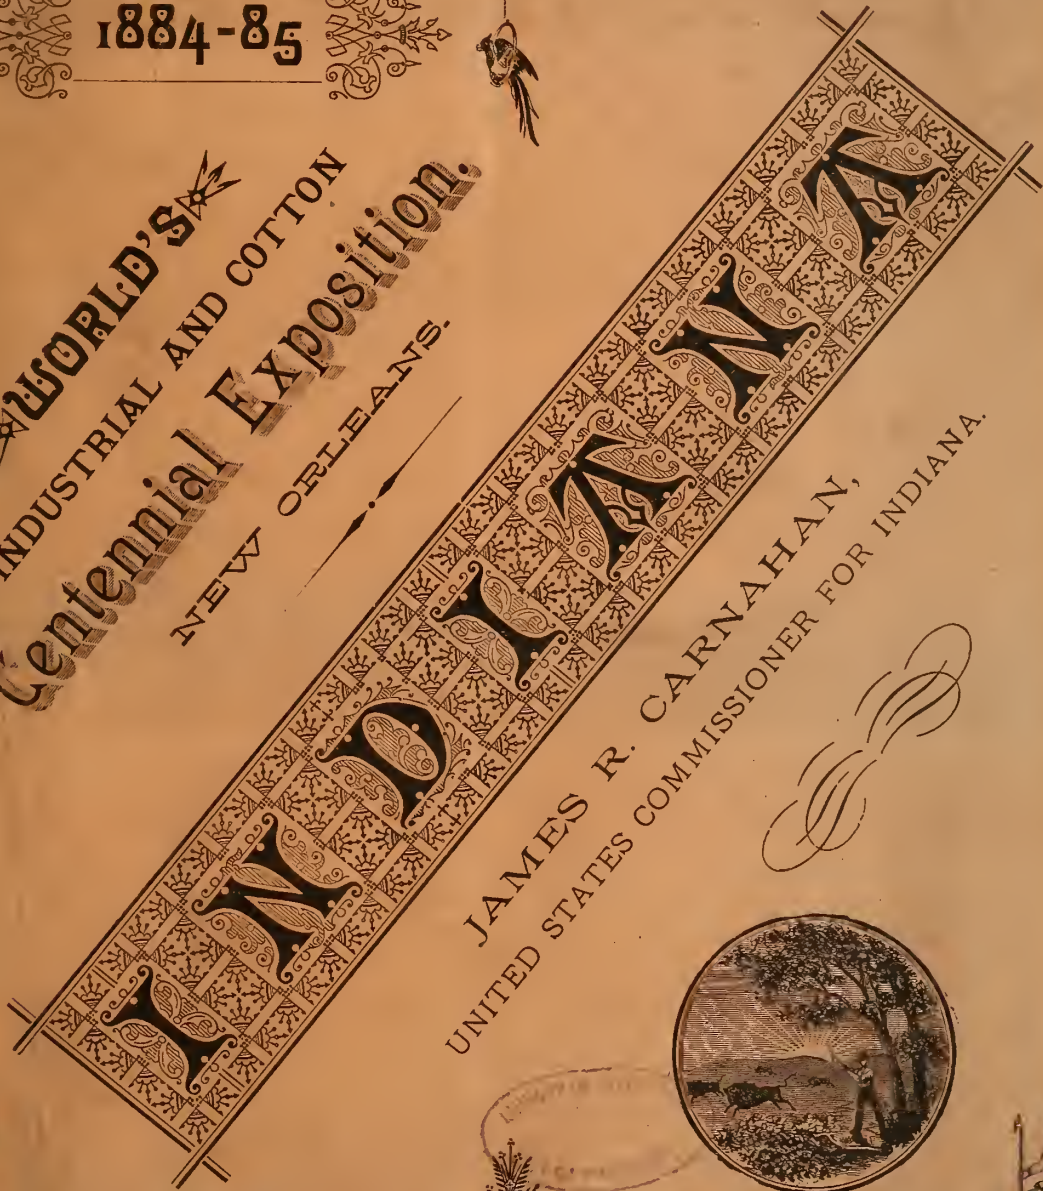 1884-85
WORLD'S
INDUSTRIAL AND COTTON
Centennial Exposition.
NEW ORLEANS.
INDIANA
JAMES R. CARNAHAN,
UNITED STATES COMMISSIONER FOR INDIANA.